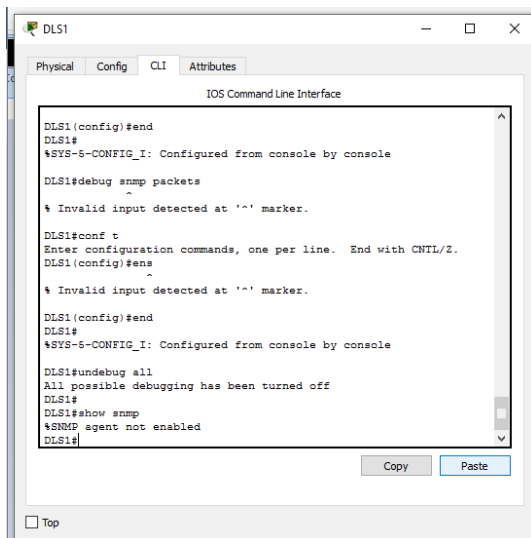 DLS1
Physical Config CLI Attributes
IOS Command Line Interface
DLS1(config)#end
DLS1#
%SYS-5-CONFIG_I: Configured from console by console
DLS1#debug snmp packets
^
% Invalid input detected at '^' marker.
DLS1#conf t
Enter configuration commands, one per line. End with CNTL/Z.
DLS1(config)#ens
^
% Invalid input detected at '^' marker.
DLS1(config)#end
DLS1#
%SYS-5-CONFIG_I: Configured from console by console
DLS1#undebug all
All possible debugging has been turned off
DLS1#
DLS1#show snmp
%SNMP agent not enabled
DLS1#
Copy Paste
Top